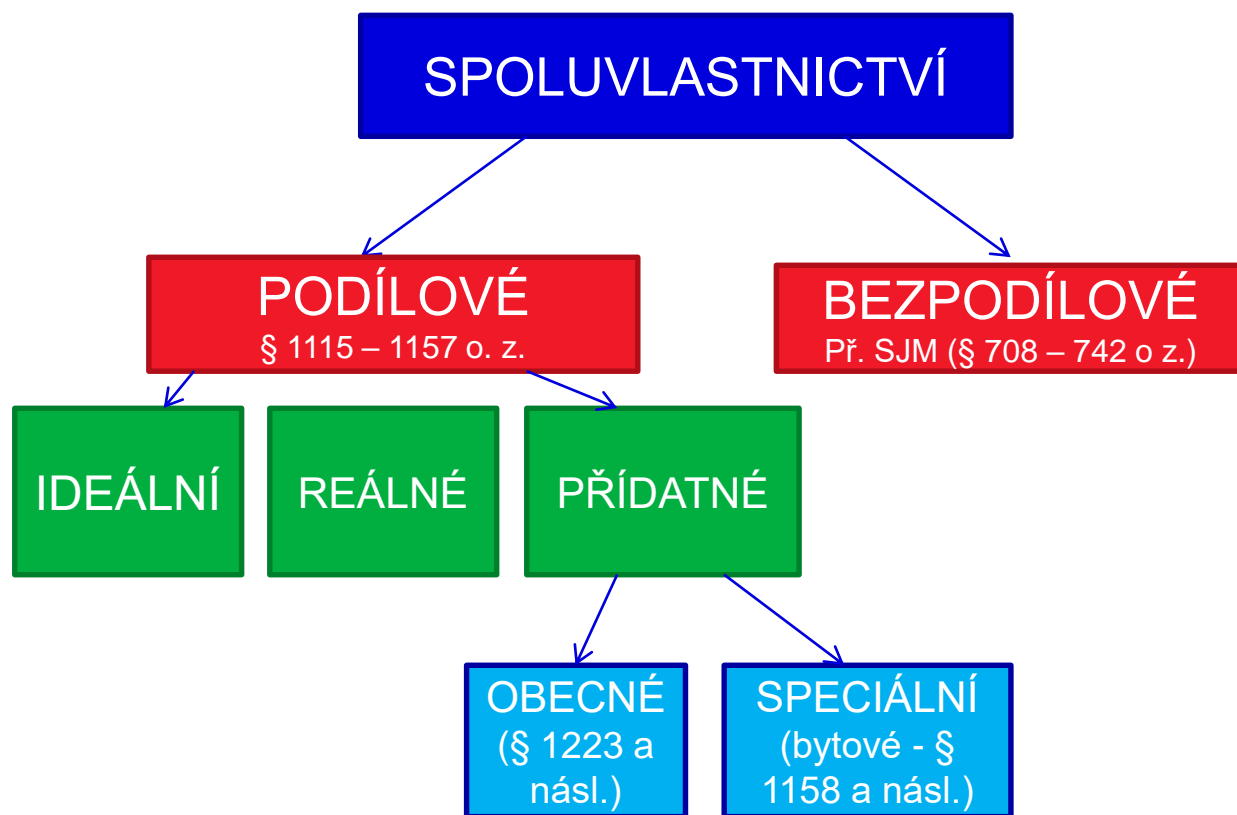 SPOLUVLASTNICTVÍ
PODÍLOVÉ
§ 1115 – 1157 o. z.
BEZPODÍLOVÉ
Př. SJM (§ 708 – 742 o z.)
IDEÁLNÍ
REÁLNÉ
PŘÍDATNÉ
OBECNÉ
(§ 1223 a
násl.)
SPECIÁLNÍ
(bytové - §
1158 a násl.)